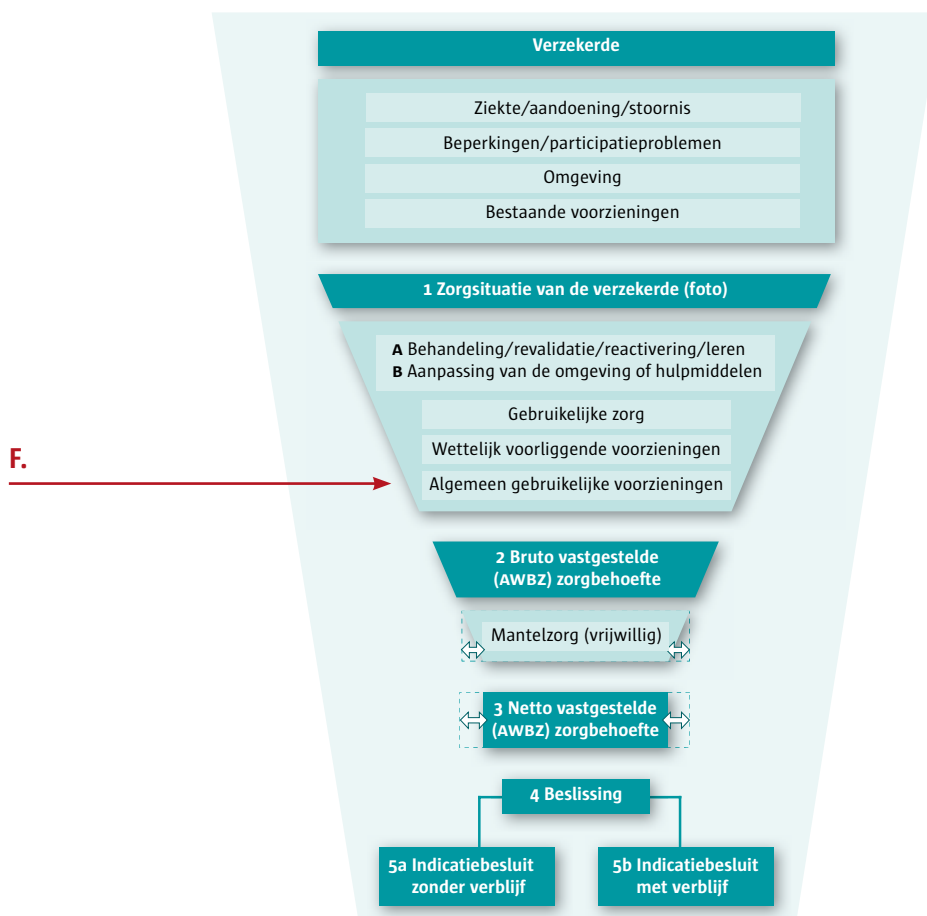 Verzekerde
Ziekte/aandoening/stoornis
Beperkingen/participatieproblemen
Omgeving
Bestaande voorzieningen
1 Zorgsituatie van de verzekerde (foto)
A Behandeling/revalidatie/reactivering/leren
B Aanpassing van de omgeving of hulpmiddelen
Gebruikelijke zorg
Wettelijk voorliggende voorzieningen
F.
Algemeen gebruikelijke voorzieningen
2 Bruto vastgestelde
(AWBZ) zorgbehoefte
Mantelzorg (vrijwillig)
3 Netto vastgestelde
(AWBZ) zorgbehoefte
4 Beslissing
5a Indicatiebesluit
zonder verblijf
5b Indicatiebesluit
met verblijf